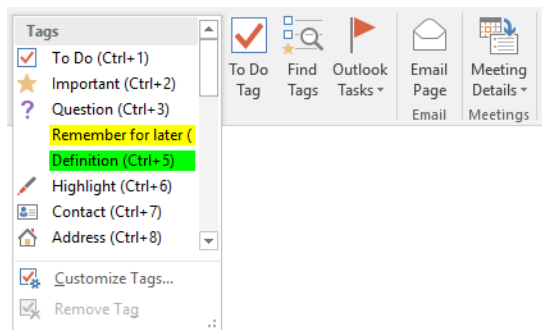 Tags
To Do (Ctrl+1)
Important (Ctrl+2)
Question (Ctrl+3)
Remember for later (
Definition (Ctrl+5)
Highlight (Ctrl+6)
Contact (Ctrl+7)
Address (Ctrl+8)
Customize Tags...
Remove Tag
To Do
Tag
Find
Tags
Outlook
Tasks
Email
Page
Email
Meeting
Details
Meetings